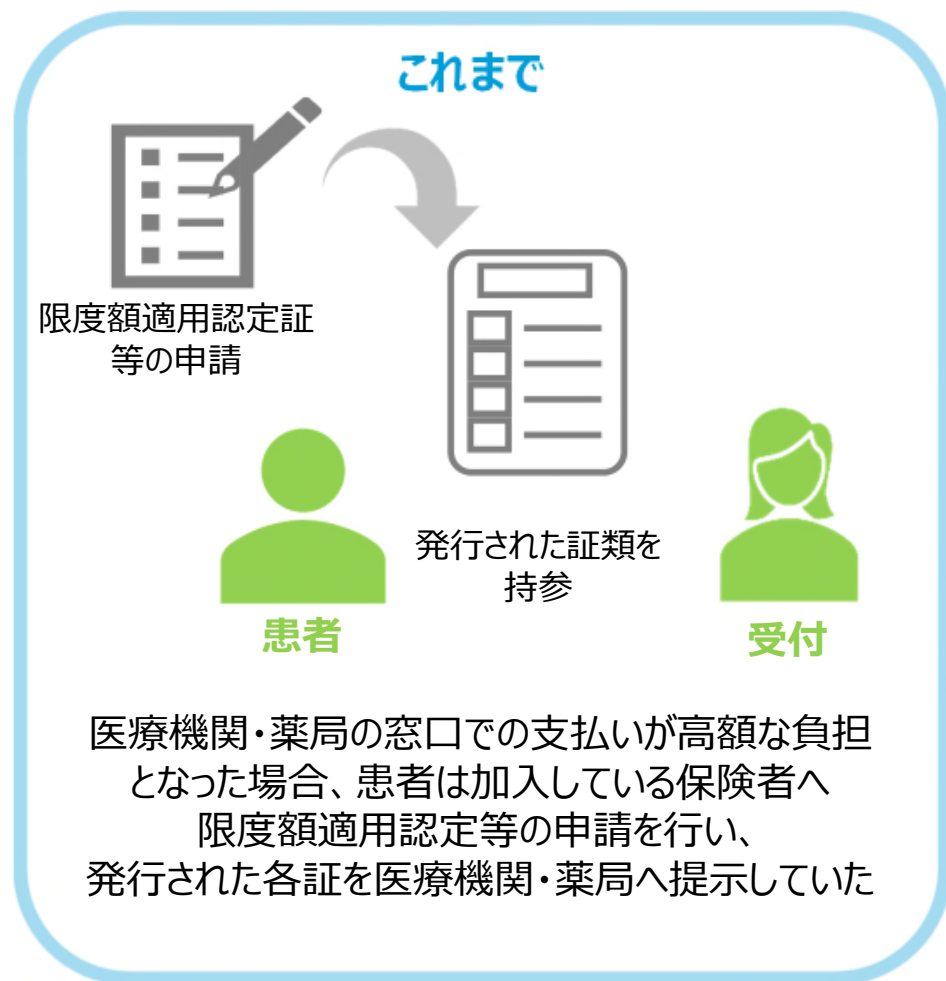 これまで
限度額適用認定証
等の申請
発行された証類を
持参
患者
受付
医療機関・薬局の窓口での支払いが高額な負担
となった場合、患者は加入している保険者へ
限度額適用認定等の申請を行い、
発行された各証を医療機関・薬局へ提示していた